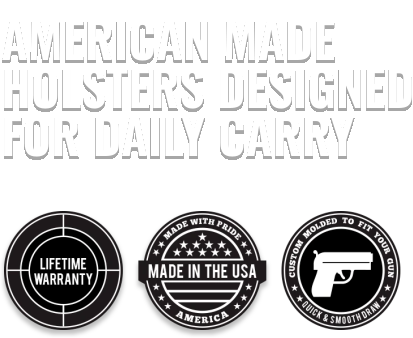 AMERICAN MADE
HOLSTERS DESIGNED
FOR DAILY CARRY
LIFETIME
WARRANTY
MADE WITH PRIDE
MADE IN THE USA
AMERICA
CUSTOM MOLDED TO FIT YOUR GUN
QUICK & SMOOTH DRAW